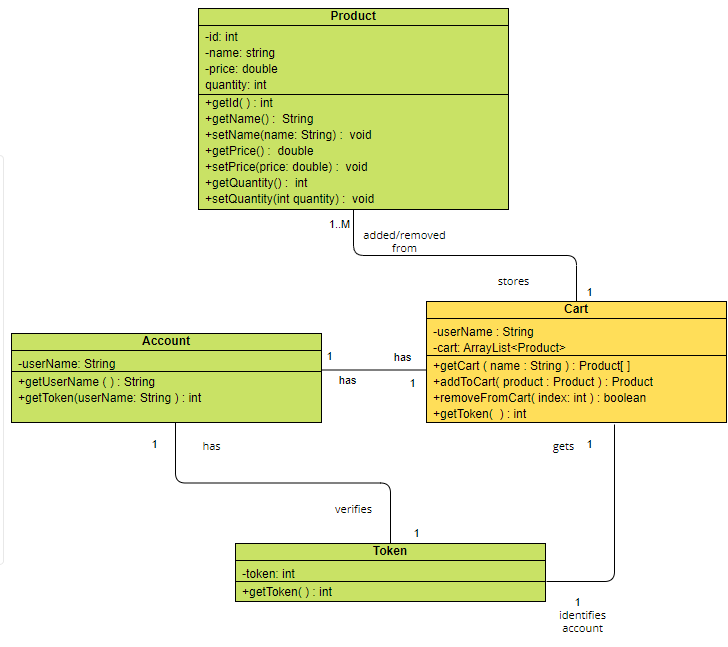 Product
-id: int
-name: string
-price: double
quantity: int
+getId( ) : int
+getName() :  String
+setName(name: String) :  void
+getPrice() :  double
+setPrice(price: double) :  void
+getQuantity() :  int
+setQuantity(int quantity) :  void
1..M
added/removed
from
stores
1
Cart
-userName : String
-cart: ArrayList<Product>
+getCart ( name : String ) : Product[ ]
+addToCart( product : Product ) : Product
+removeFromCart( index: int ) : boolean
+getToken(  ) : int
Account
-userName: String
+getUserName ( ) : String
+getToken(userName: String ) : int
1
has
has
1
1
has
gets
1
verifies
1
Token
-token: int
+getToken( ) : int
1
identifies
account